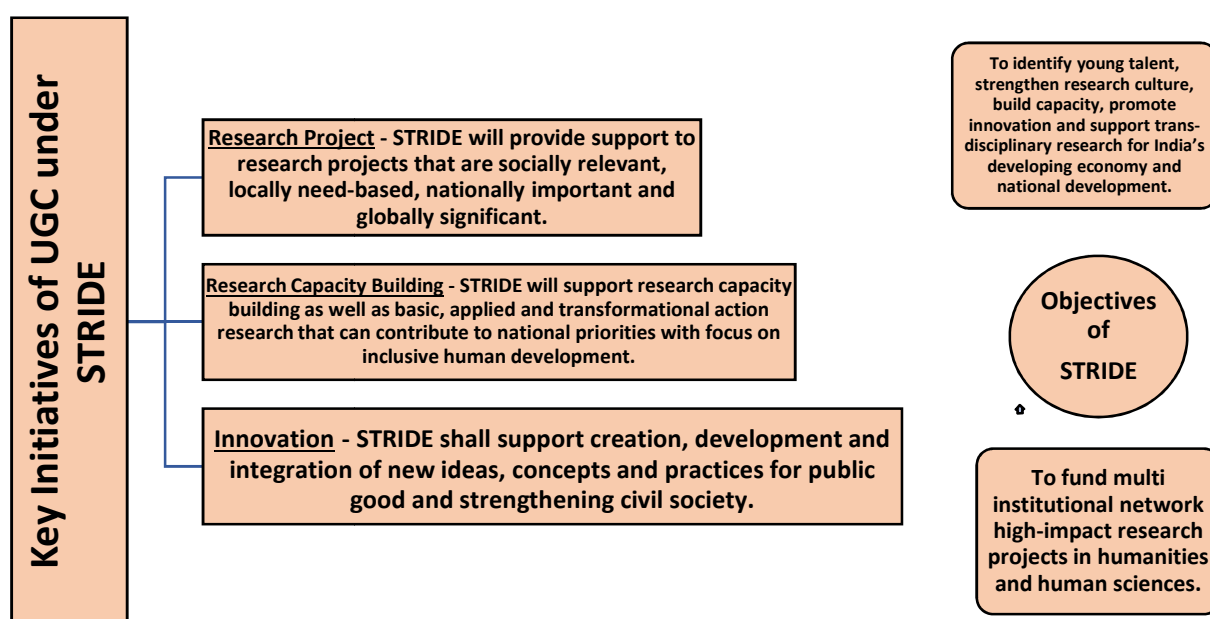 Key Initiatives of UGC under
STRIDE
Research Project - STRIDE will provide support to
research projects that are socially relevant,
locally need-based, nationally important and
globally significant.
Research Capacity Building - STRIDE will support research capacity
building as well as basic, applied and transformational action
research that can contribute to national priorities with focus on
inclusive human development.
Innovation - STRIDE shall support creation, development and
integration of new ideas, concepts and practices for public
good and strengthening civil society.
To identify young talent,
strengthen research culture,
build capacity, promote
innovation and support trans-
disciplinary research for India's
developing economy and
national development.
Objectives
of
STRIDE
To fund multi
institutional network
high-impact research
projects in humanities
and human sciences.